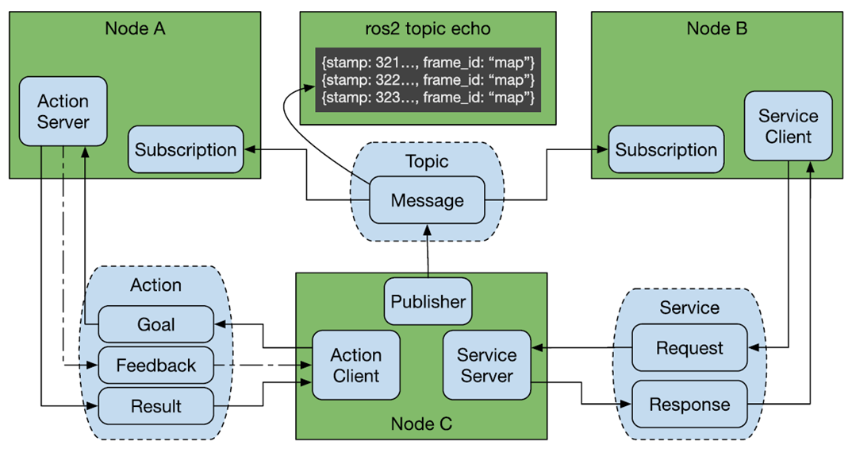 Node A
ros2 topic echo
Node B
{stamp: 321..., frame_id: “map”}
{stamp: 322..., frame_id: “map”}
{stamp: 323..., frame_id: “map”}
Action
Server
Subscription
Subscription
Service
Client
Topic
Message
Action
Goal
Feedback
Result
Publisher
Action
Client
Service
Server
Node C
Service
Request
Response